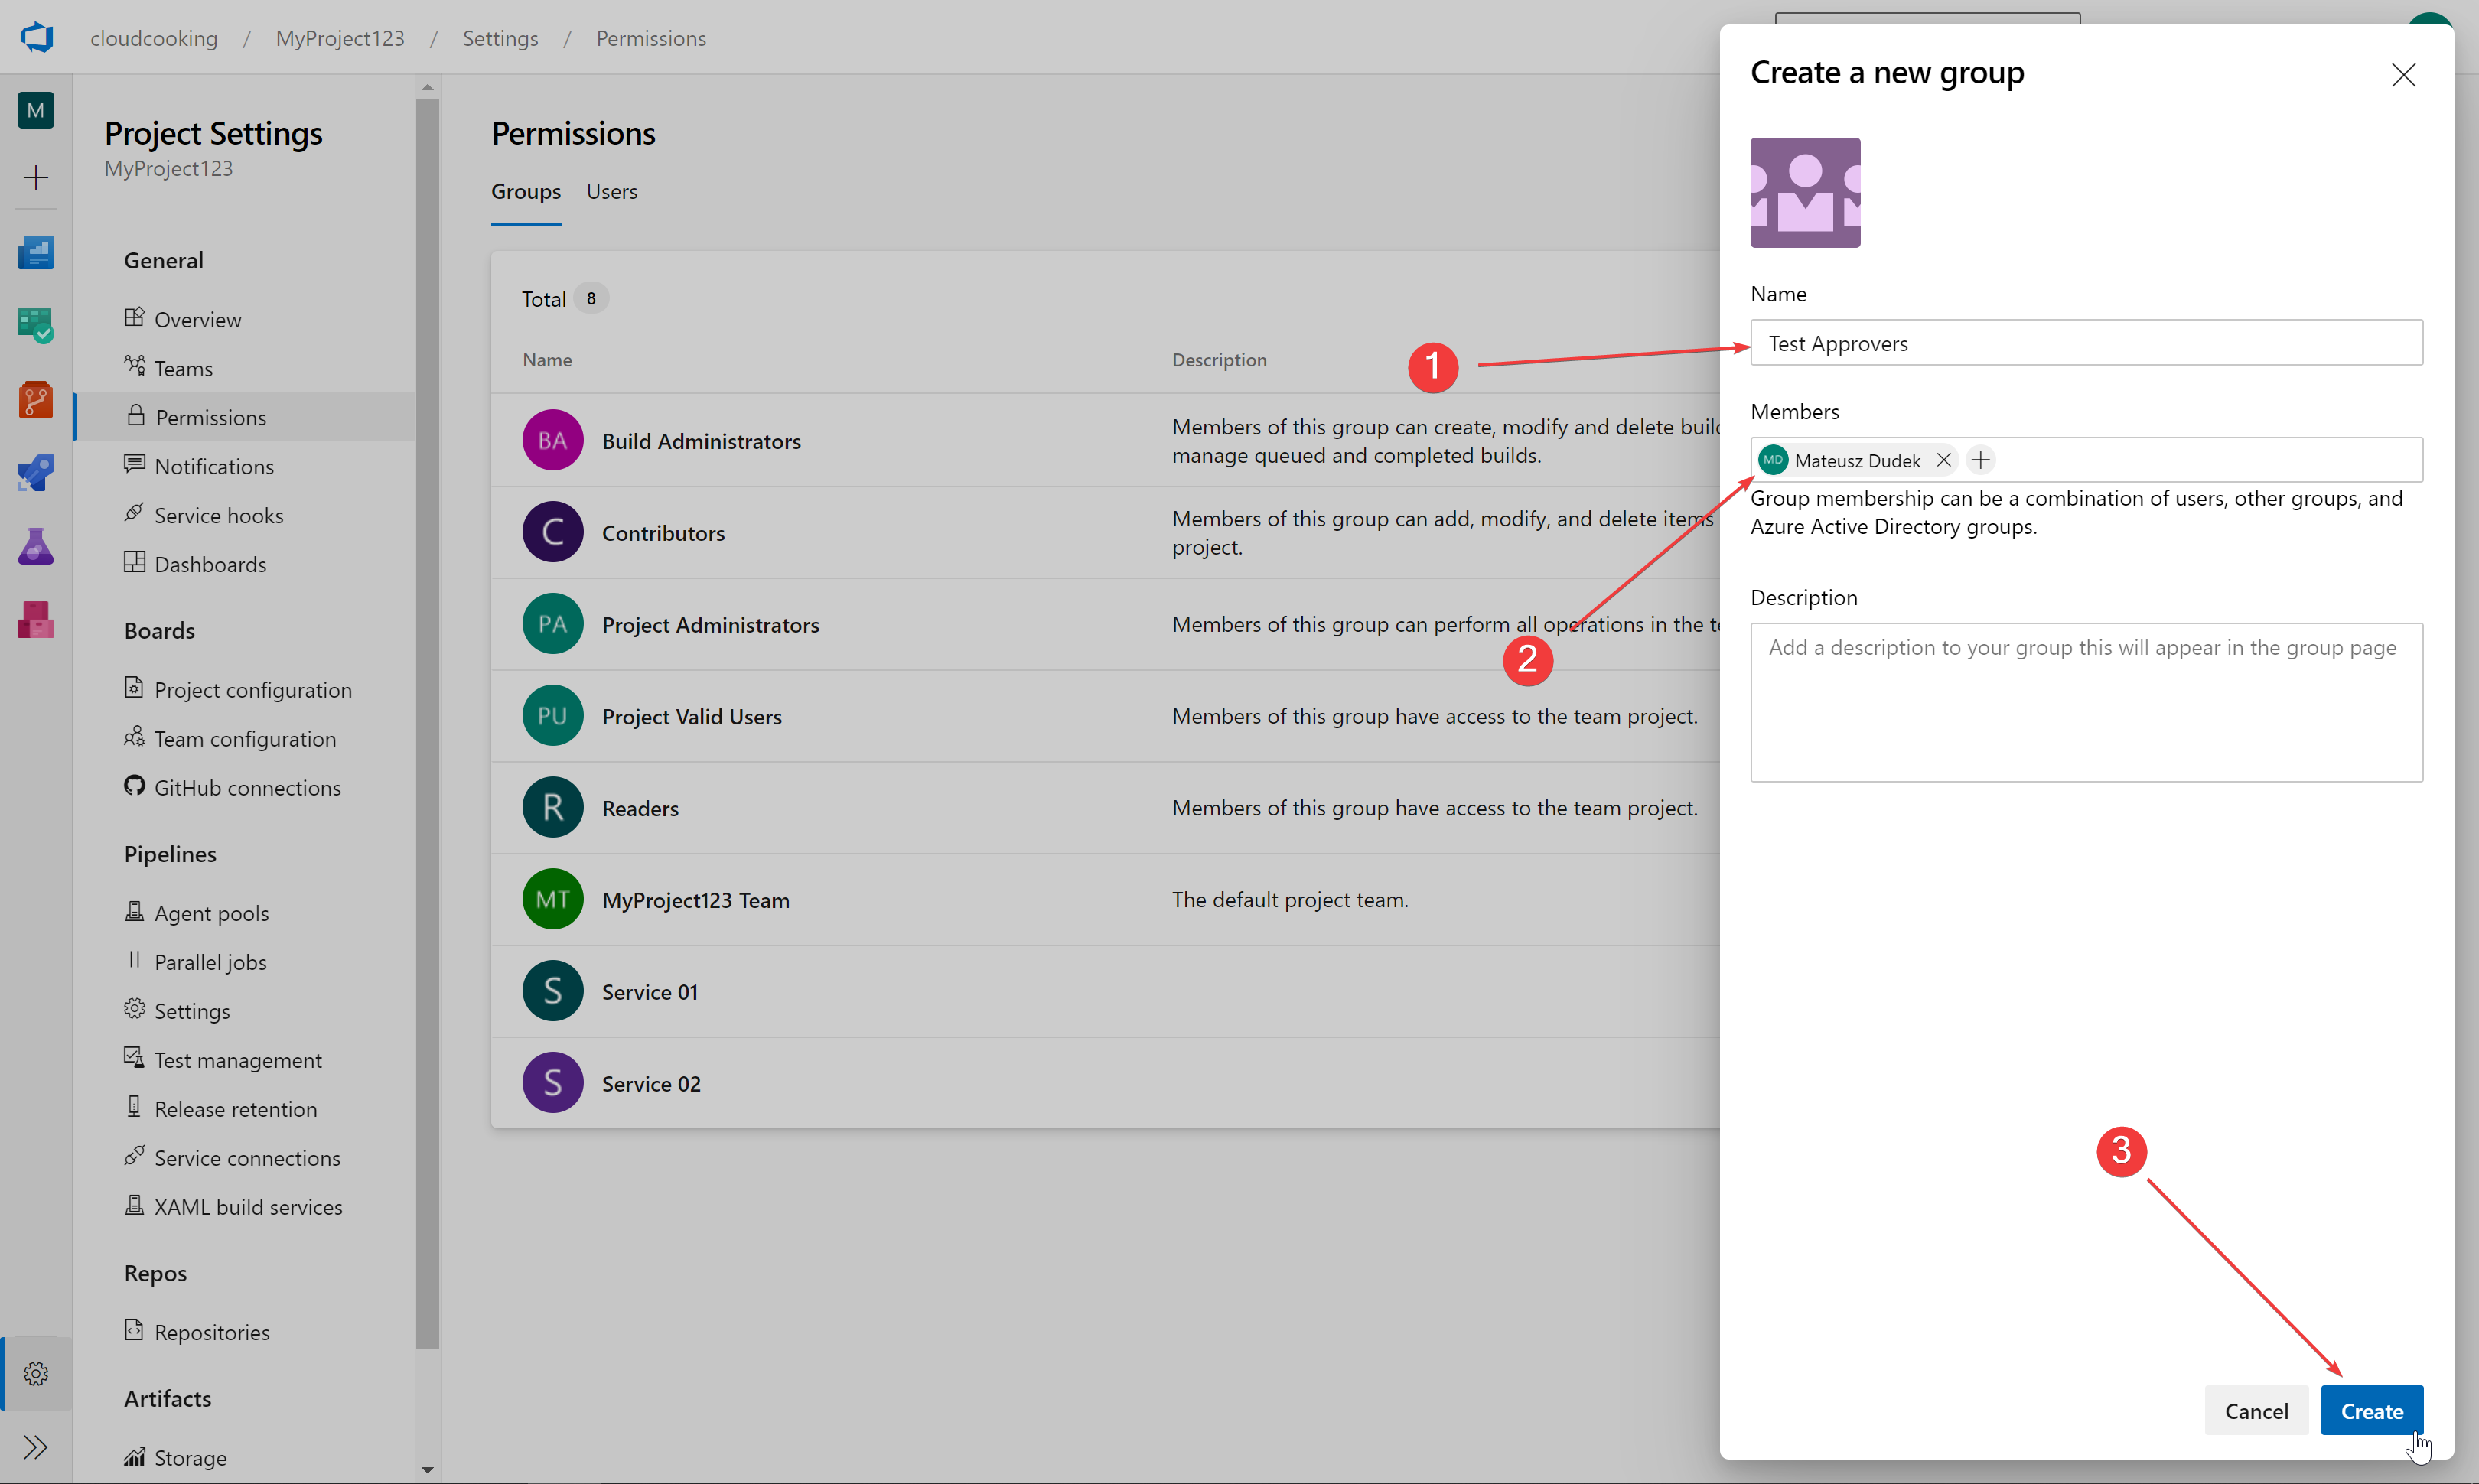 cloudcooking / MyProject123 / Settings / Permissions
M
Project Settings
MyProject123
General
Overview
Teams
Permissions
Notifications
Service hooks
Dashboards
Boards
Project configuration
Team configuration
GitHub connections
Pipelines
Agent pools
Parallel jobs
Settings
Test management
Release retention
Service connections
XAML build services
Repos
Repositories
Artifacts
Storage
Permissions
Groups Users
Total 8
Name Description
BA Build Administrators
Members of this group can create, modify and delete
manage queued and completed builds.
C Contributors
Members of this group can add, modify, and delete items
project.
PA Project Administrators
Members of this group can perform all operations in the
PU Project Valid Users
Members of this group have access to the team project.
R Readers
Members of this group have access to the team project.
MT MyProject123 Team
The default project team.
S Service 01
S Service 02
Create a new group
Name
1
Test Approvers
Members
MD Mateusz Dudek
Group membership can be a combination of users, other groups, and
Azure Active Directory groups.
2
Description
Add a description to your group this will appear in the group page
3
Cancel Create